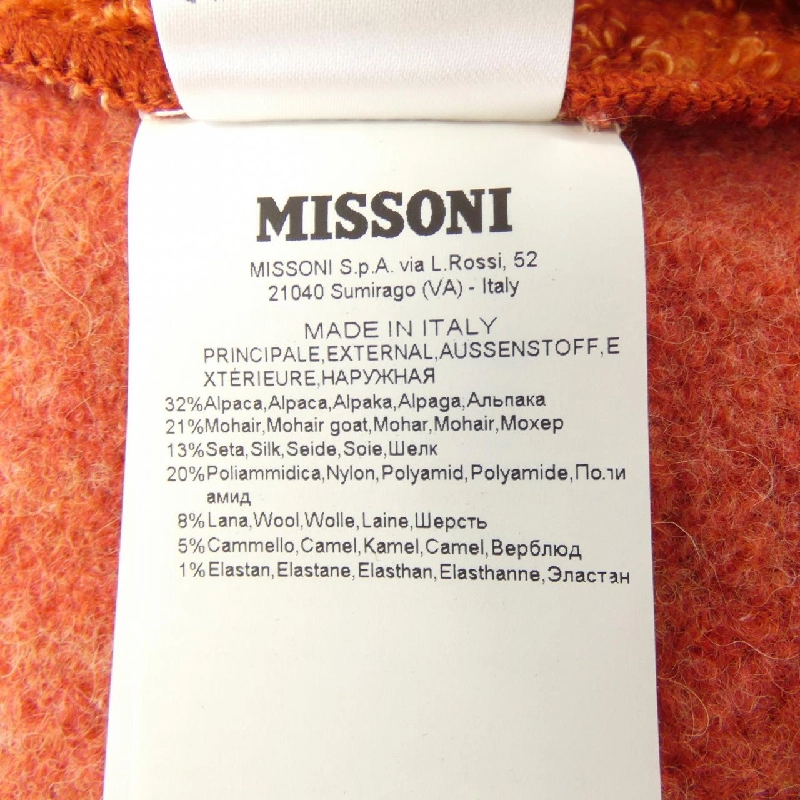 MISSONI
MISSONI S.p.A. via L.Rossi, 52
21040 Sumirago (VA) - Italy
MADE IN ITALY
PRINCIPALE,EXTERNAL,AUSSENSTOFF,E
XTÉRIEURE,НАРУЖНАЯ
32%Alpaca,Alpaca,Alpaka,Alpaga,Альпака
21%Mohair,Mohair goat,Mohar,Mohair,Мохер
13%Seta,Silk,Seide,Soie,Шелк
20%Poliammidica,Nylon,Polyamid,Polyamide,Поли
амид
8%Lana,Wool,Wolle,Laine,Шерсть
5%Cammello,Camel,Kamel,Camel,Верблюд
1%Elastan,Elastane,Elasthan,Elasthanne,Эластан